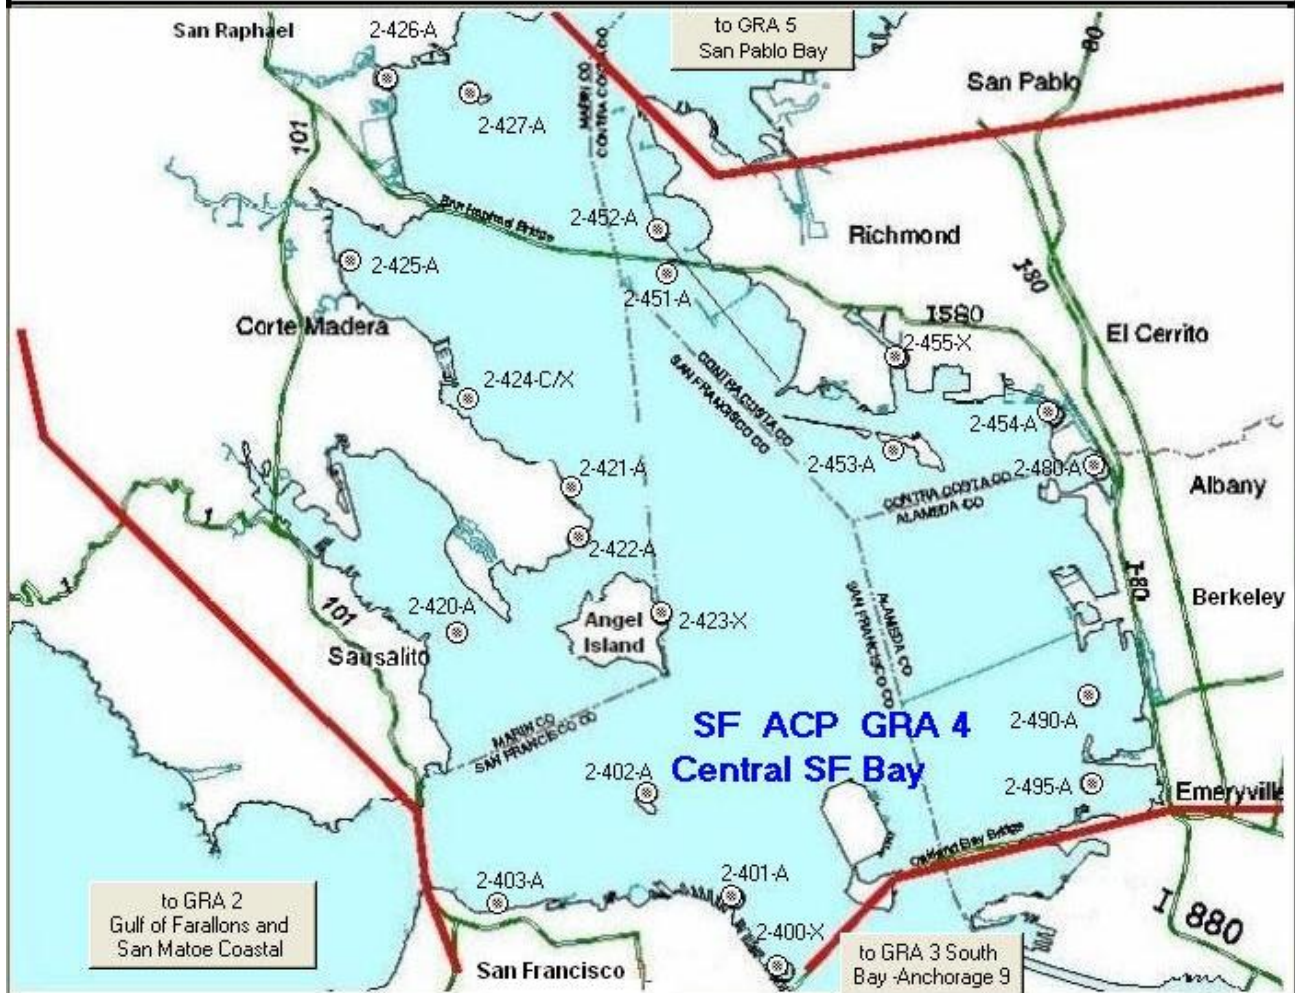 San Raphael
2-426-A
to GRA 5
San Pablo Bay
80
San Pablo
2-427-A
MARIN CO
CONTRA COSTA CO
101
2-452-A
San Raphael Bridge
Richmond
2-425-A
I-80
2-451-A
Corte Madera
I580
El Cerrito
2-455-X
2-424-C/X
CONTRA COSTA CO
SAN FRANCISCO CO
2-454-A
2-453-A
2-480-A
2-421-A
CONTRA COSTA CO
ALAMEDA CO
Albany
1
2-422-A
I-80
1
101
2-420-A
Angel
Island
2-423-X
ALAMEDA CO
SAN FRANCISCO CO
Berkeley
Sausalito
MARIN CO
SAN FRANCISCO CO
SF ACP GRA 4
Central SF Bay
2-490-A
2-402-A
2-495-A
Emeryville
Oakland Bay Bridge
2-403-A
2-401-A
to GRA 2
Gulf of Farallons and
San Matoe Coastal
2-400-X
I 880
San Francisco
to GRA 3 South
Bay -Anchorage 9